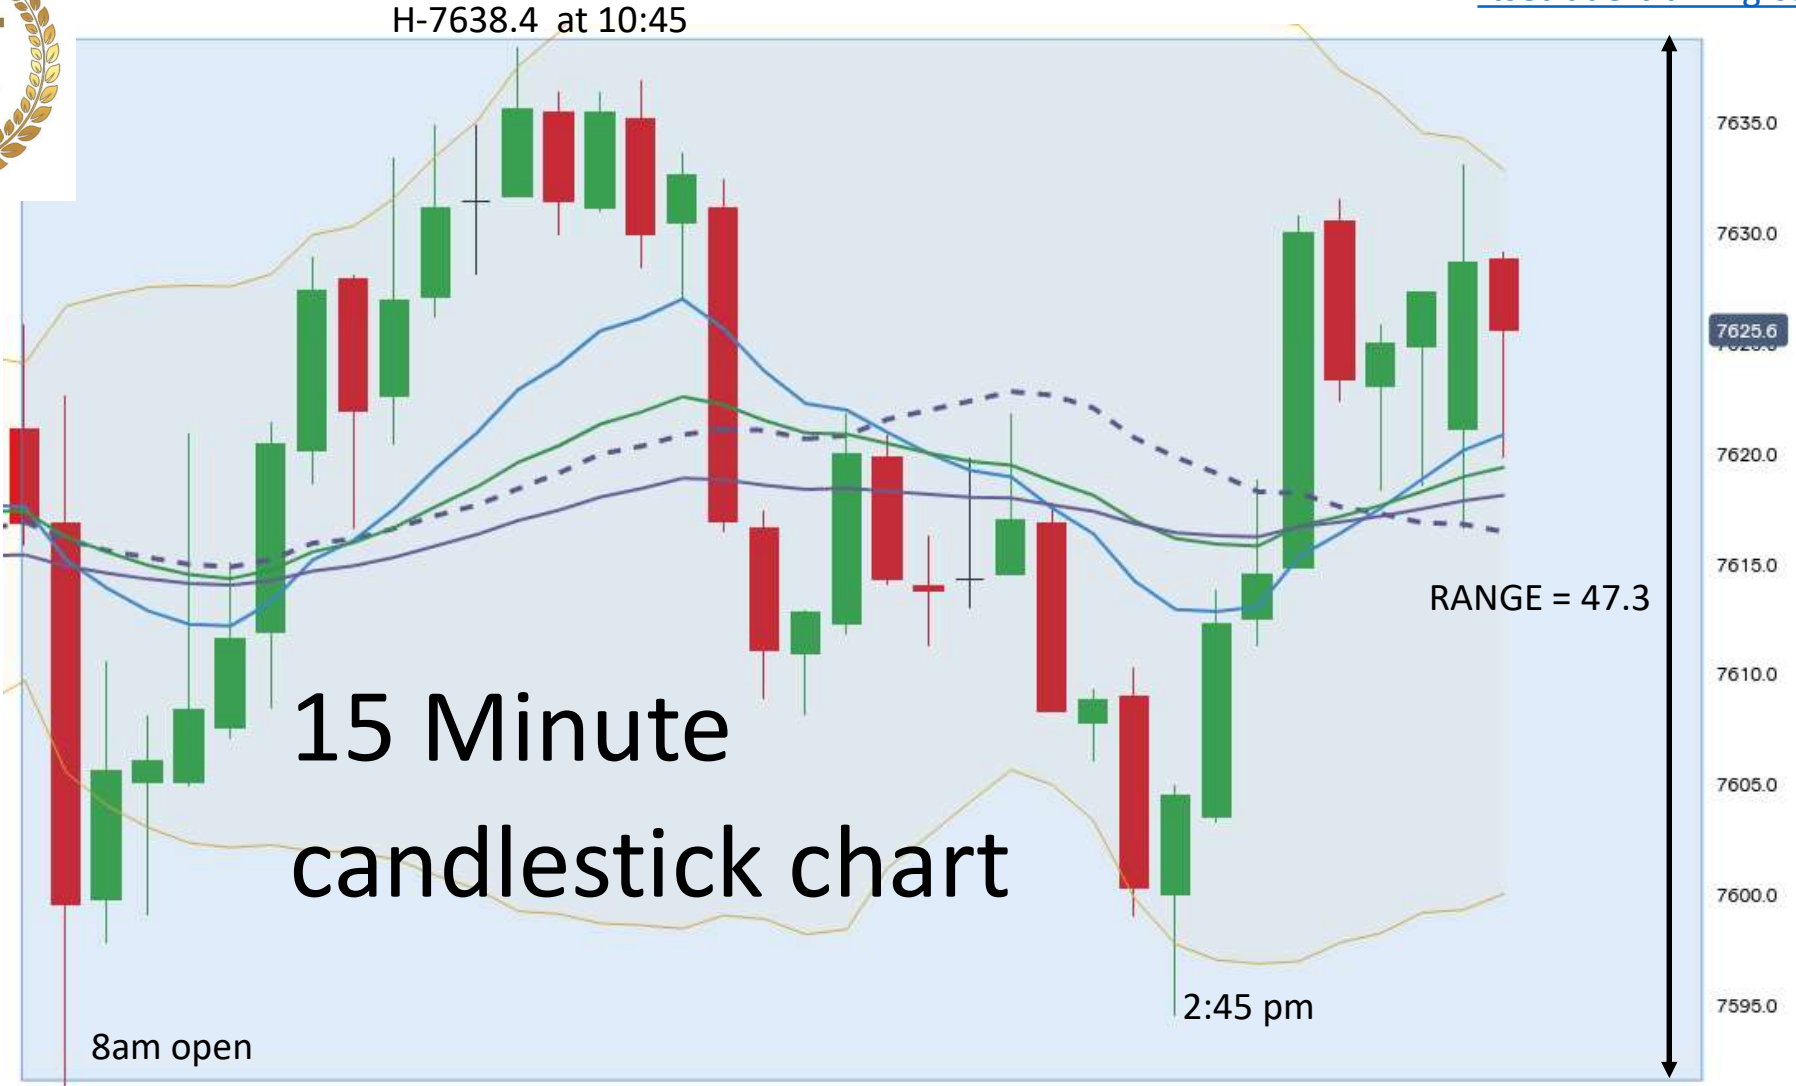 H-7638.4 at 10:45
7635.0
7630.0
7625.6
7620.0
7615.0
RANGE = 47.3
7610.0
15 Minute
7605.0
candlestick chart
7600.0
2:45 pm
7595.0
8am open